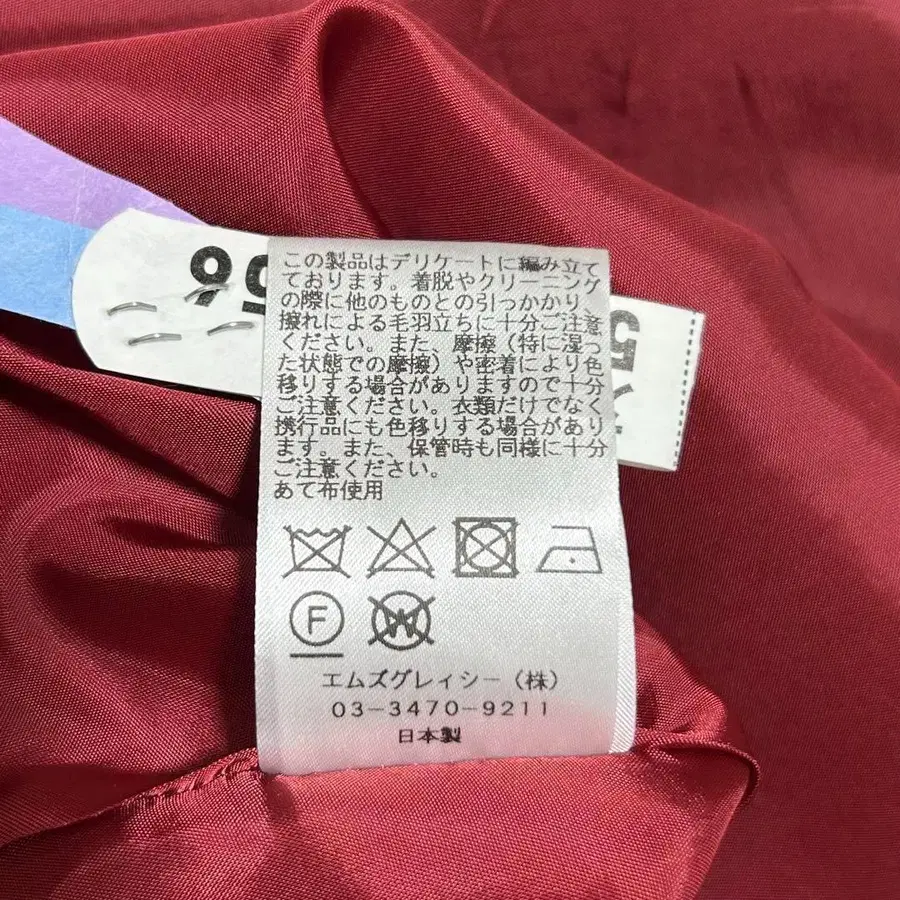 この製品はデリケートに編み立て
ております。着脱やクリーニング
の際に他のものとの引っかかり、
擦れによる毛羽立ちに十分ご注意
ください。また、摩擦（特に湿っ
た状態での摩擦）や密着により色
移りする場合がありますので十分
ご注意ください。衣類だけでなく
携行品にも色移りする場合があり
ます。また、保管時も同様に十分
ご注意ください。
あて布使用
F
W
エムズグレィシー（株）
03-3470-9211
日本製